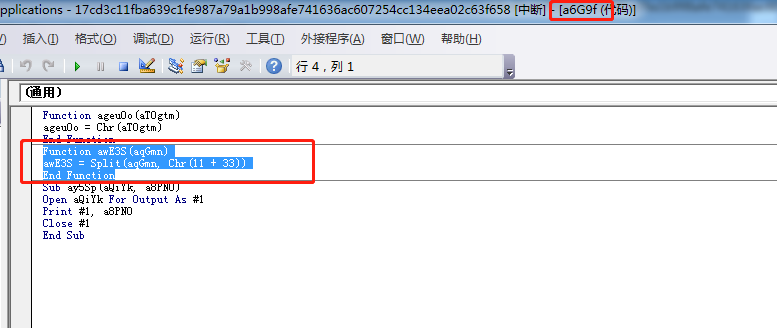 pplications - 17cd3c11fba639c1fe987a79a1b998afe741636ac607254cc134eea02c63f658 [中断] - [a6G9f (代码)]
插入(I) 格式(O) 调试(D) 运行(R) 工具(T) 外接程序(A) 窗口(W) 帮助(H)
行 4，列 1
(通用)
Function ageuOo(aTOgtm)
ageuOo = Chr(aTOgtm)
End Function
Function awE3S(aqGmn)
awE3S = Split(aqGmn, Chr(11 + 33))
End Function
Sub ay5Sp(aQiYk, a8PNO)
Open aQiYk For Output As #1
Print #1, a8PNO
Close #1
End Sub